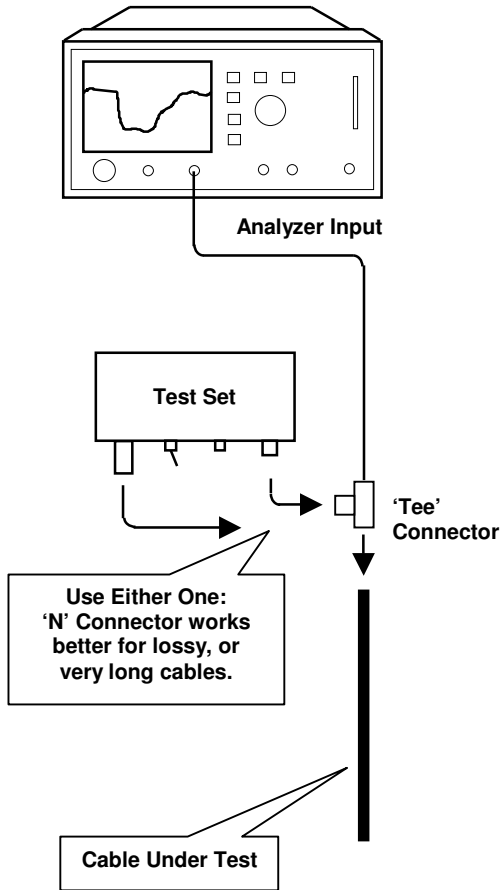 Analyzer Input
Test Set
‘Tee’
Connector
Use Either One:
‘N’ Connector works
better for lossy, or
very long cables.
Cable Under Test